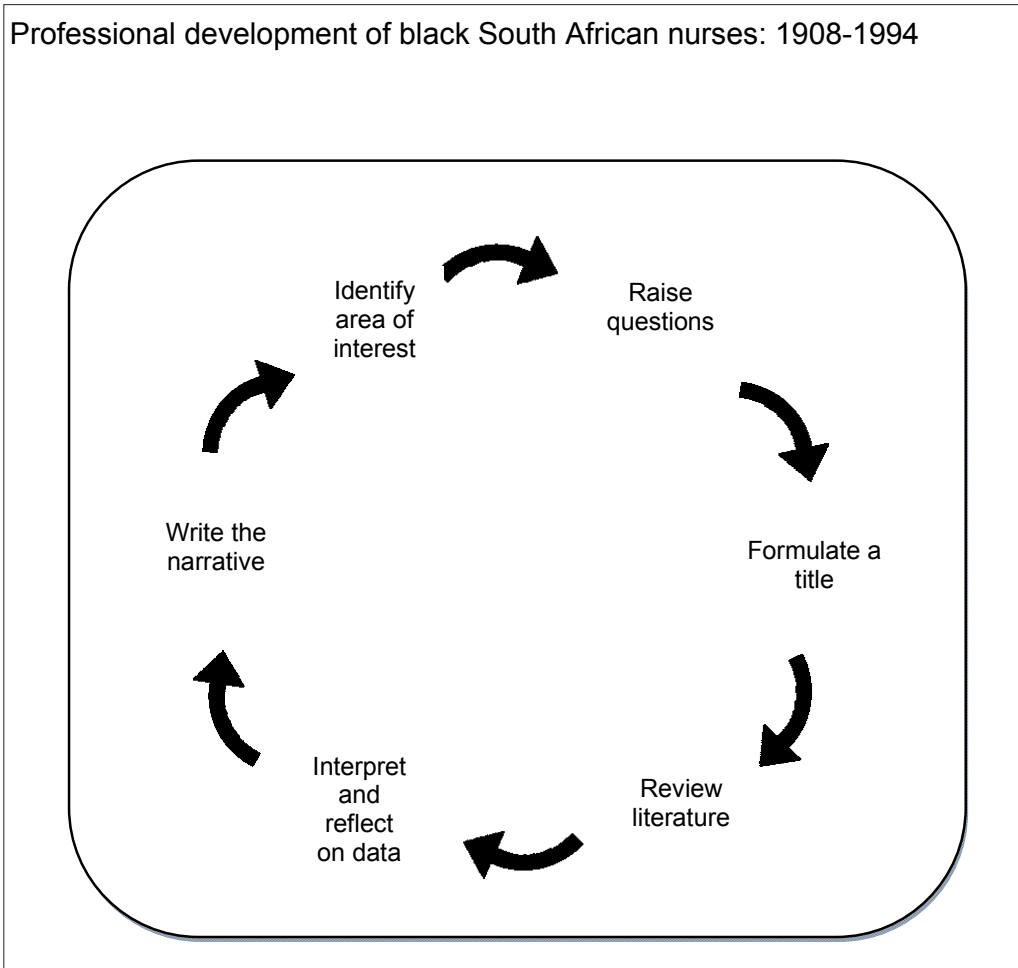 Professional development of black South African nurses: 1908-1994
Identify
area of
interest
Raise
questions
Formulate a
title
Review
literature
Interpret
and
reflect
on data
Write the
narrative